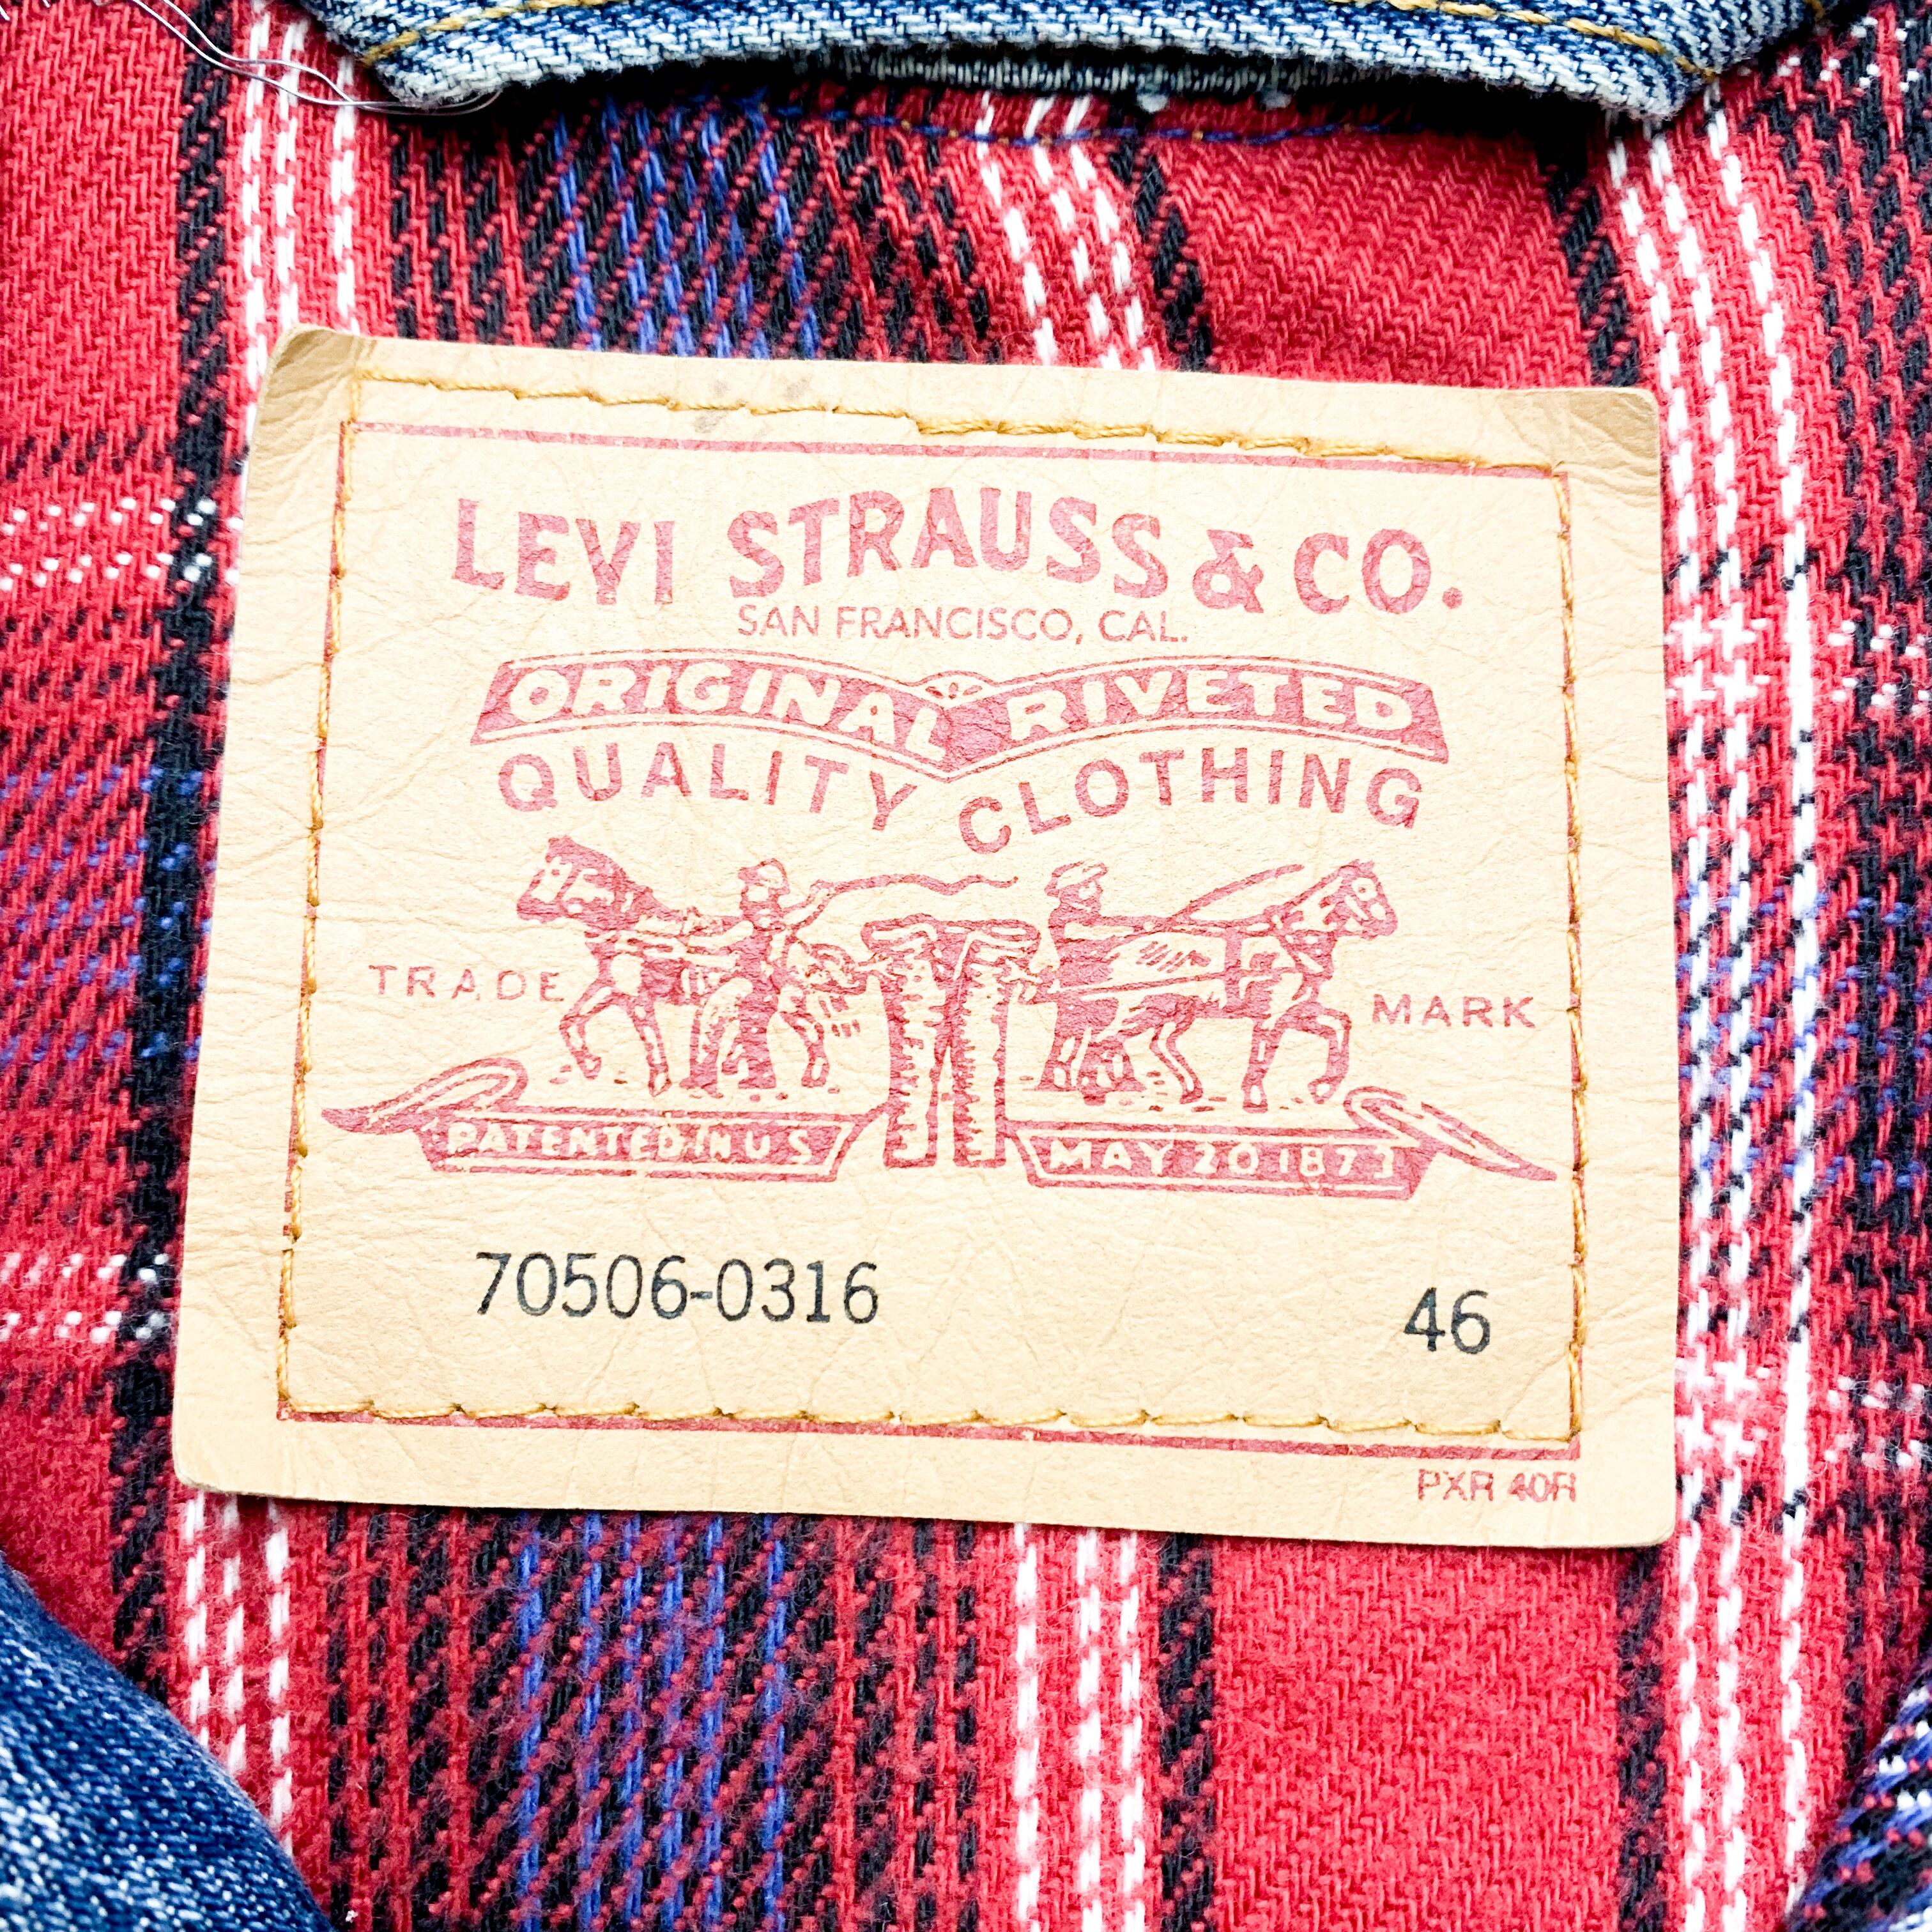 LEVI STRAUSS & CO.
SAN FRANCISCO, CAL.
ORIGINAL RIVETED
QUALITY CLOTHING
TRADE MARK
PATENTED IN U S MAY 20 1873
70506-0316 46
PXR 40R